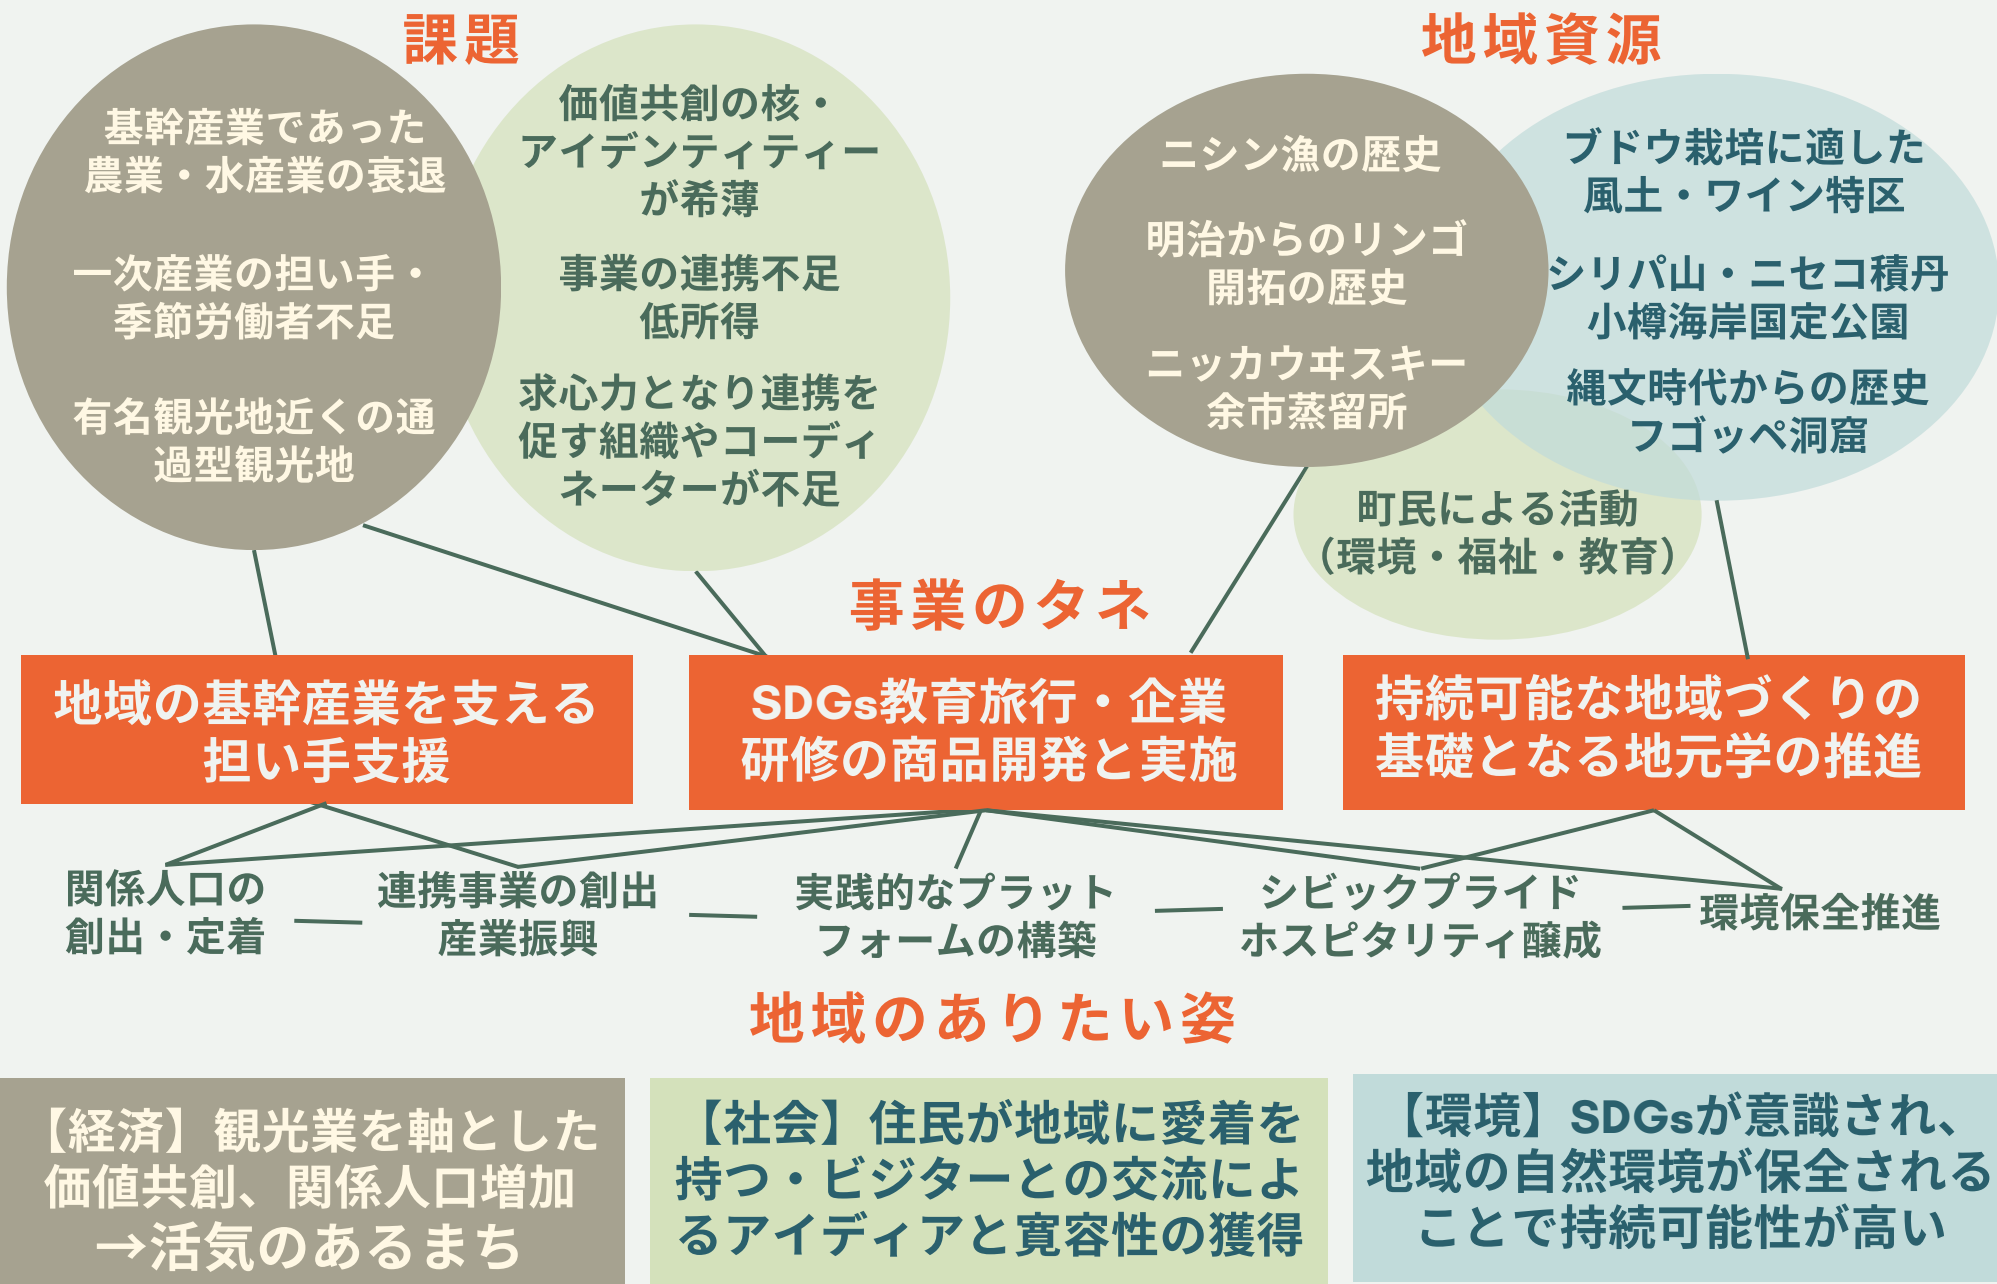 課題
基幹産業であった
農業・水産業の衰退
一次産業の担い手・
季節労働者不足
有名観光地近くの通
過型観光地
価値共創の核・
アイデンティティー
が希薄
事業の連携不足
低所得
求心力となり連携を
促す組織やコーディ
ネーターが不足
地域資源
ニシン漁の歴史
明治からのリンゴ
開拓の歴史
ニッカウヰスキー
余市蒸留所
ブドウ栽培に適した
風土・ワイン特区
シリパ山・ニセコ積丹
小樽海岸国定公園
縄文時代からの歴史
フゴッペ洞窟
町民による活動
（環境・福祉・教育）
事業のタネ
地域の基幹産業を支える
担い手支援
SDGs教育旅行・企業
研修の商品開発と実施
持続可能な地域づくりの
基礎となる地元学の推進
関係人口の
創出・定着
連携事業の創出
産業振興
実践的なプラット
フォームの構築
シビックプライド
ホスピタリティ醸成
環境保全推進
地域のありたい姿
【経済】観光業を軸とした
価値共創、関係人口増加
→活気のあるまち
【社会】住民が地域に愛着を
持つ・ビジターとの交流によ
るアイディアと寛容性の獲得
【環境】SDGsが意識され、
地域の自然環境が保全される
ことで持続可能性が高い